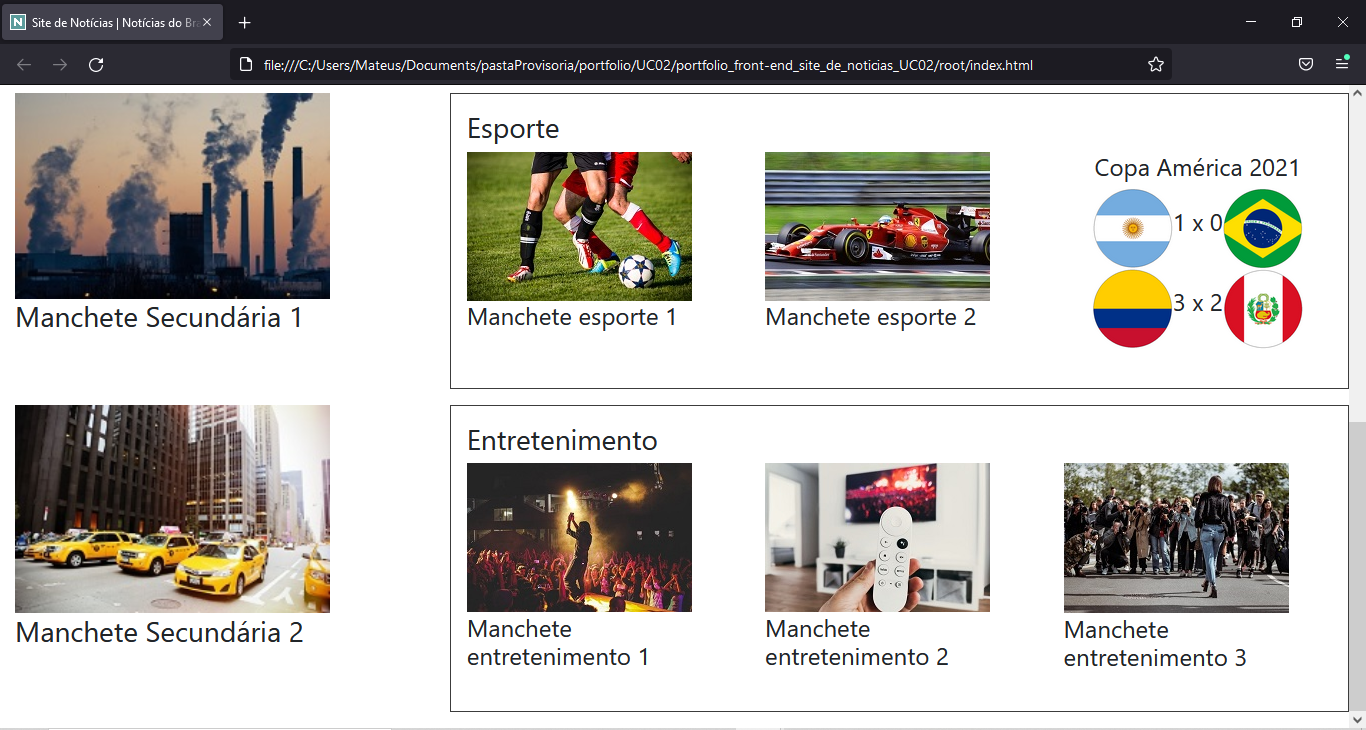 N Site de Notícias | Notícias do Bra
file:///C:/Users/Mateus/Documents/pastaProvisoria/portfolio/UC02/portfolio_front-end_site_de_noticias_UC02/root/index.html
Manchete Secundária 1
Esporte
Manchete esporte 1
Manchete esporte 2
Copa América 2021
1 x 0
3 x 2
Manchete Secundária 2
Entretenimento
Manchete
entretenimento 1
Manchete
entretenimento 2
Manchete
entretenimento 3